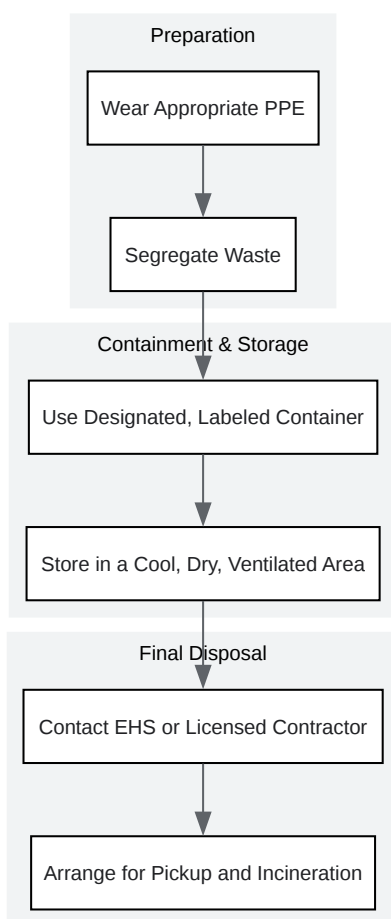 Preparation
Wear Appropriate PPE
Segregate Waste
Containment & Storage
Use Designated, Labeled Container
Store in a Cool, Dry, Ventilated Area
Final Disposal
Contact EHS or Licensed Contractor
Arrange for Pickup and Incineration